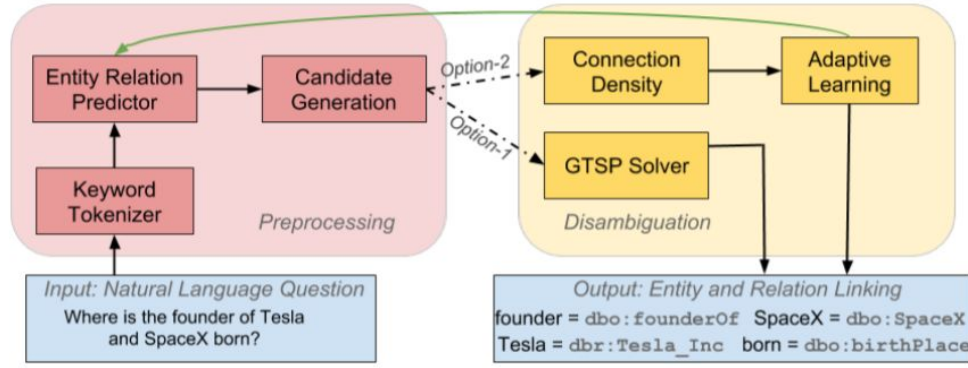 Entity Relation
Predictor
Candidate
Generation
Keyword
Tokenizer
Preprocessing
Option-2
Option-1
Connection
Density
Adaptive
Learning
GTSP Solver
Disambiguation
Input: Natural Language Question
Where is the founder of Tesla
and SpaceX born?
Output: Entity and Relation Linking
founder = dbo:founderOf SpaceX = dbo:SpaceX
Tesla = dbr:Tesla_Inc born = dbo:birthPlace